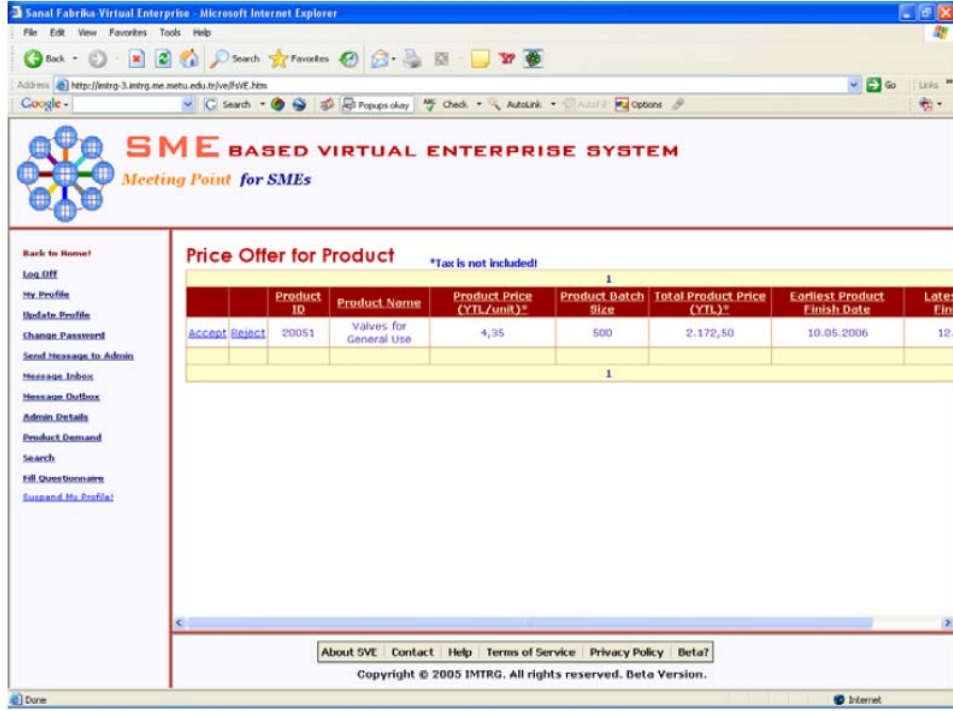 Sanal Fabrika-Virtual Enterprise - Microsoft Internet Explorer
File Edit View Favorites Tools Help
Back Search Favorites
Address http://imtrg-3.imtrg.me.metu.edu.tr/ve/fsVE.htm Go Links
Google Search Popups okay Check AutoLink AutoFill Options
SME BASED VIRTUAL ENTERPRISE SYSTEM
Meeting Point for SMEs
Back to Home!
Log Off
My Profile
Update Profile
Change Password
Send Message to Admin
Message Inbox
Message Outbox
Admin Details
Product Demand
Search
Fill Questionnaire
Suspend My Profile!
Price Offer for Product *Tax is not included!
1
Product ID Product Name Product Price (YTL/unit)* Product Batch Size Total Product Price (YTL)* Earliest Product Finish Date
Accept Reject 20051 Valves for General Use 4,35 500 2.172,50 10.05.2006 12.
1
About SVE Contact Help Terms of Service Privacy Policy Beta?
Copyright © 2005 IMTRG. All rights reserved. Beta Version.
Done Internet